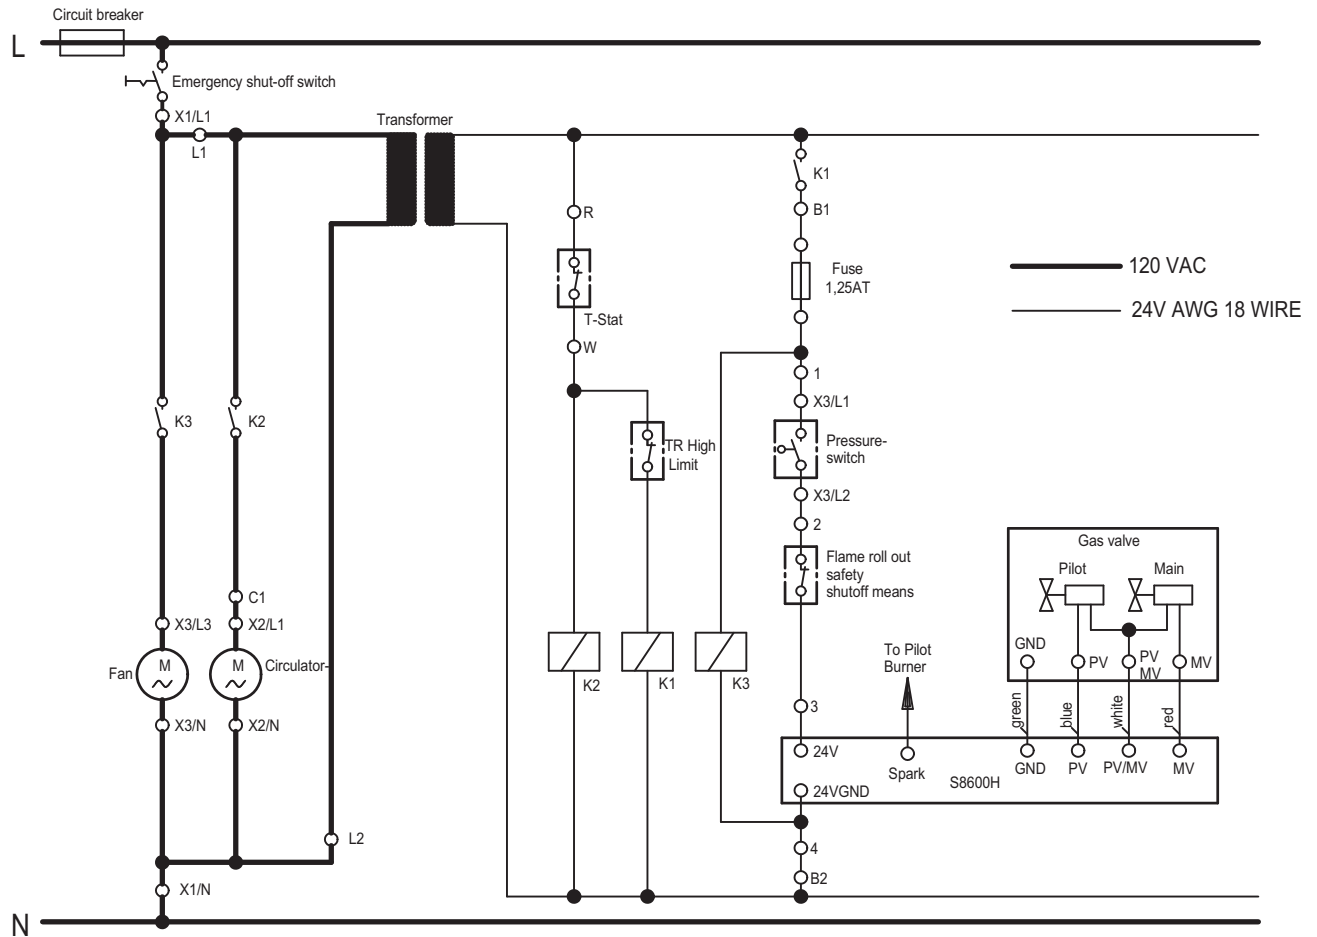 Circuit breaker
L
Emergency shut-off switch
X1/L1
L1
Transformer
K1
R
B1
Fuse
1,25AT
120 VAC
24V AWG 18 WIRE
T-Stat
W
1
X3/L1
K3
K2
TR High
Limit
Pressure-
switch
X3/L2
2
Flame roll out
safety
shutoff means
Gas valve
Pilot
Main
C1
X3/L3
X2/L1
GND
PV
PV
MV
MV
Fan
M
M
Circulator-
K2
K1
K3
To Pilot
Burner
green
blue
white
red
3
X3/N
X2/N
24V
Spark
GND
PV
PV/MV
MV
S8600H
24VGND
L2
4
B2
X1/N
N